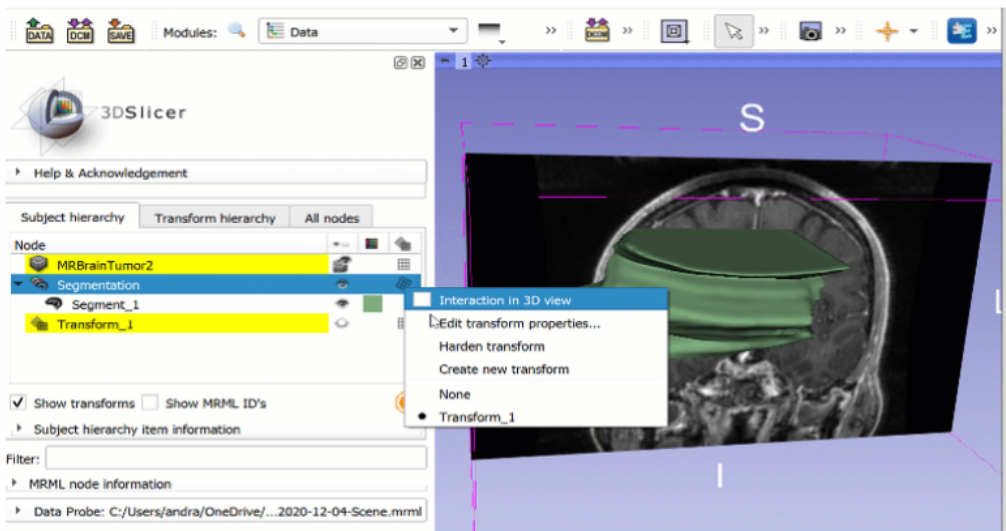 DATA DCM SAVE Modules: Data DCOM
1
3DSlicer
S
Help & Acknowledgement
Subject hierarchy Transform hierarchy All nodes
Node
MRBrainTumor2
Segmentation
Segment_1
Transform_1
Interaction in 3D view
Edit transform properties...
Harden transform
Create new transform
None
Transform_1
L
Show transforms Show MRML ID's
Subject hierarchy item information
Filter:
MRML node information
I
Data Probe: C:/Users/andra/OneDrive/...2020-12-04-Scene.mrml